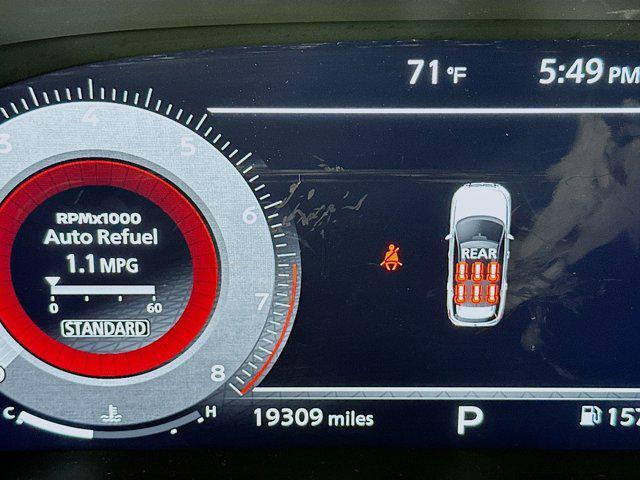 71 °F
5:49 PM
3
4
5
6
7
8
RPMx1000
Auto Refuel
1.1 MPG
0 60
STANDARD
REAR
C H
19309 miles
P
157